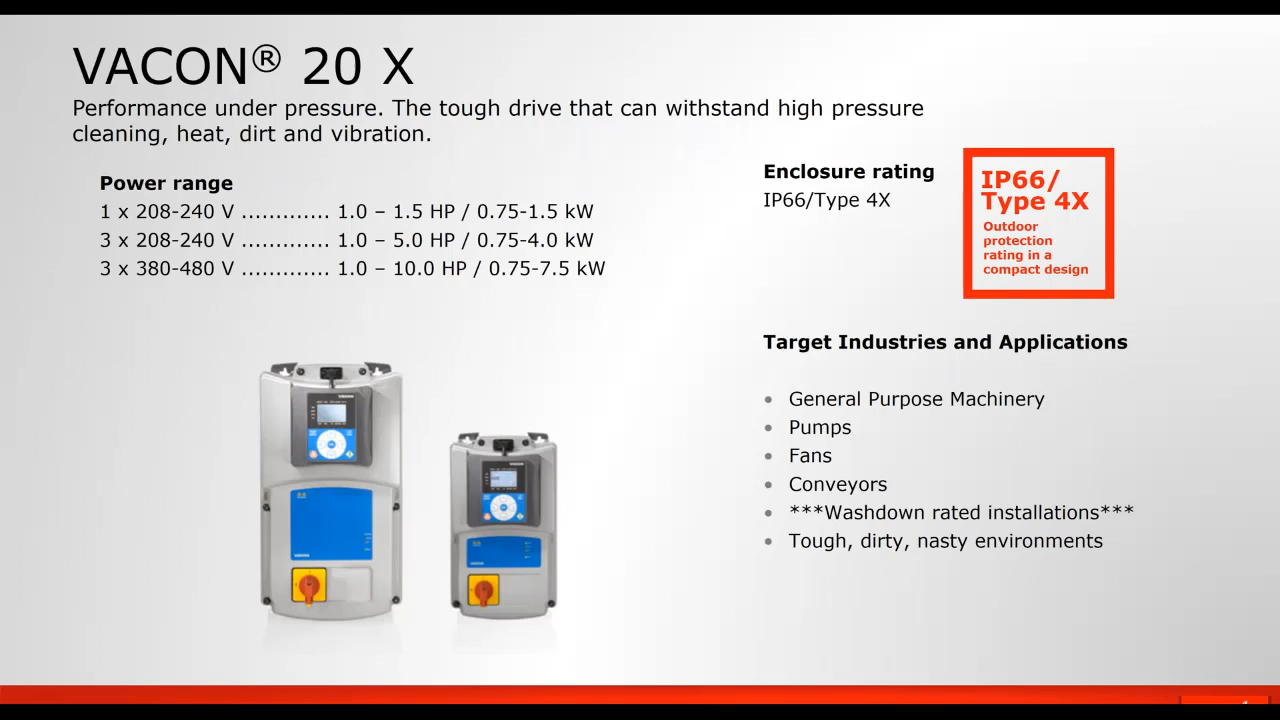 VACON® 20 X
Performance under pressure. The tough drive that can withstand high pressure
cleaning, heat, dirt and vibration.
Power range
1 x 208-240 V ............. 1.0 – 1.5 HP / 0.75-1.5 kW
3 x 208-240 V ............. 1.0 – 5.0 HP / 0.75-4.0 kW
3 x 380-480 V ............. 1.0 – 10.0 HP / 0.75-7.5 kW
Enclosure rating
IP66/Type 4X
IP66/
Type 4X
Outdoor
protection
rating in a
compact design
Target Industries and Applications
• General Purpose Machinery
• Pumps
• Fans
• Conveyors
• ***Washdown rated installations***
• Tough, dirty, nasty environments
VACON
VACON
VACON
VACON